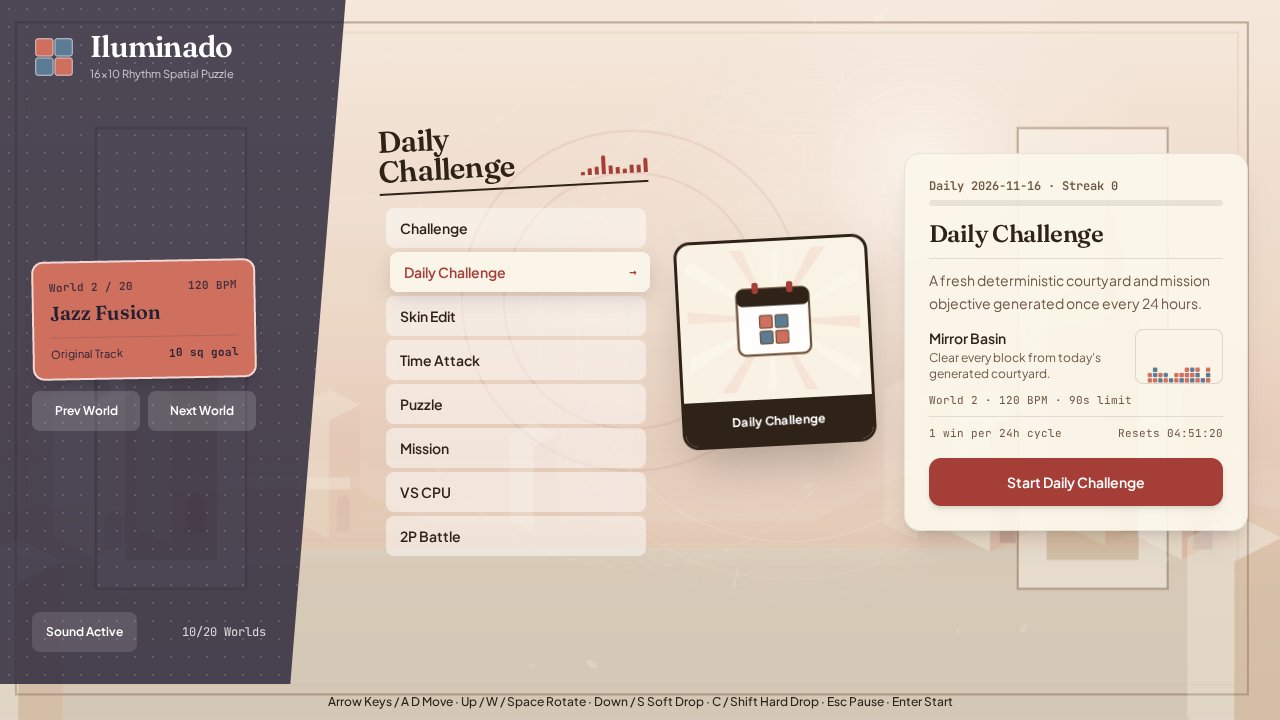 Iluminado
16×10 Rhythm Spatial Puzzle
World 2 / 20
120 BPM
Jazz Fusion
Original Track
10 sq goal
Prev World
Next World
Sound Active
10/20 Worlds
Daily
Challenge
Challenge
Daily Challenge →
Skin Edit
Time Attack
Puzzle
Mission
VS CPU
2P Battle
Daily Challenge
Daily 2026-11-16 · Streak 0
Daily Challenge
A fresh deterministic courtyard and mission
objective generated once every 24 hours.
Mirror Basin
Clear every block from today's
generated courtyard.
World 2 · 120 BPM · 90s limit
1 win per 24h cycle
Resets 04:51:20
Start Daily Challenge
Arrow Keys / A D Move · Up / W / Space Rotate · Down / S Soft Drop · C / Shift Hard Drop · Esc Pause · Enter Start